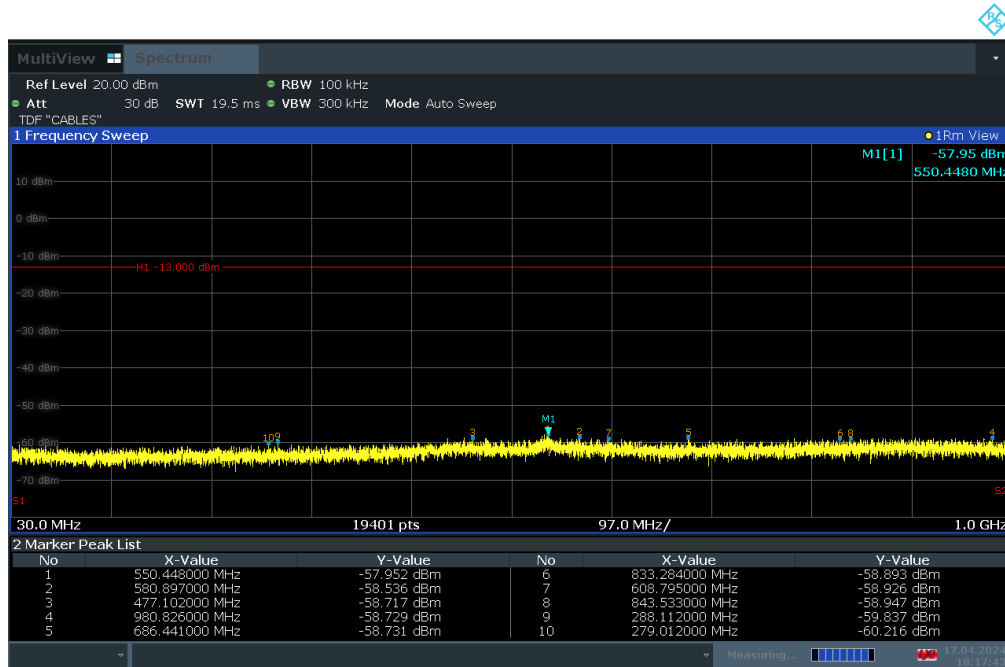 R S
MultiView Spectrum
Ref Level 20.00 dBm RBW 100 kHz
Att 30 dB SWT 19.5 ms VBW 300 kHz Mode Auto Sweep
TDF "CABLES"
1 Frequency Sweep 1Rm View
M1[1] -57.95 dBm
550.4480 MHz
10 dBm
0 dBm
-10 dBm
H1 -13.000 dBm
-20 dBm
-30 dBm
-40 dBm
-50 dBm
M1
-60 dBm 10 9 3 2 7 5 6 8 4
-70 dBm
S1 S2
30.0 MHz 19401 pts 97.0 MHz/ 1.0 GHz
2 Marker Peak List
No X-Value Y-Value No X-Value Y-Value
1 550.448000 MHz -57.952 dBm 6 833.284000 MHz -58.893 dBm
2 580.897000 MHz -58.536 dBm 7 608.795000 MHz -58.926 dBm
3 477.102000 MHz -58.717 dBm 8 843.533000 MHz -58.947 dBm
4 980.826000 MHz -58.729 dBm 9 288.112000 MHz -59.837 dBm
5 686.441000 MHz -58.731 dBm 10 279.012000 MHz -60.216 dBm
Measuring... 17.04.2024